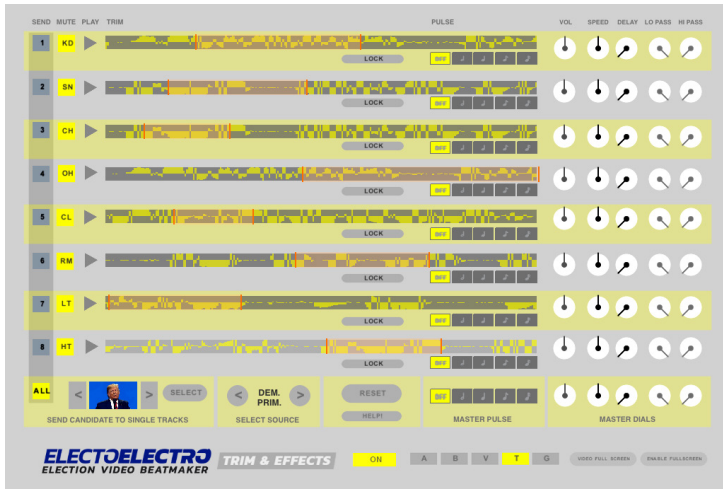 SEND MUTE PLAY TRIM PULSE VOL SPEED DELAY LO PASS HI PASS
1 KD
LOCK OFF
2 SN
LOCK OFF
3 CH
LOCK OFF
4 OH
LOCK OFF
5 CL
LOCK OFF
6 RM
LOCK OFF
7 LT
LOCK OFF
8 HT
LOCK OFF
ALL < > SELECT < DEM. PRIM. > RESET OFF
HELP!
SEND CANDIDATE TO SINGLE TRACKS SELECT SOURCE MASTER PULSE MASTER DIALS
ELECTOELECTRO
ELECTION VIDEO BEATMAKER TRIM & EFFECTS ON A B V T G VIDEO FULL SCREEN ENABLE FULLSCREEN